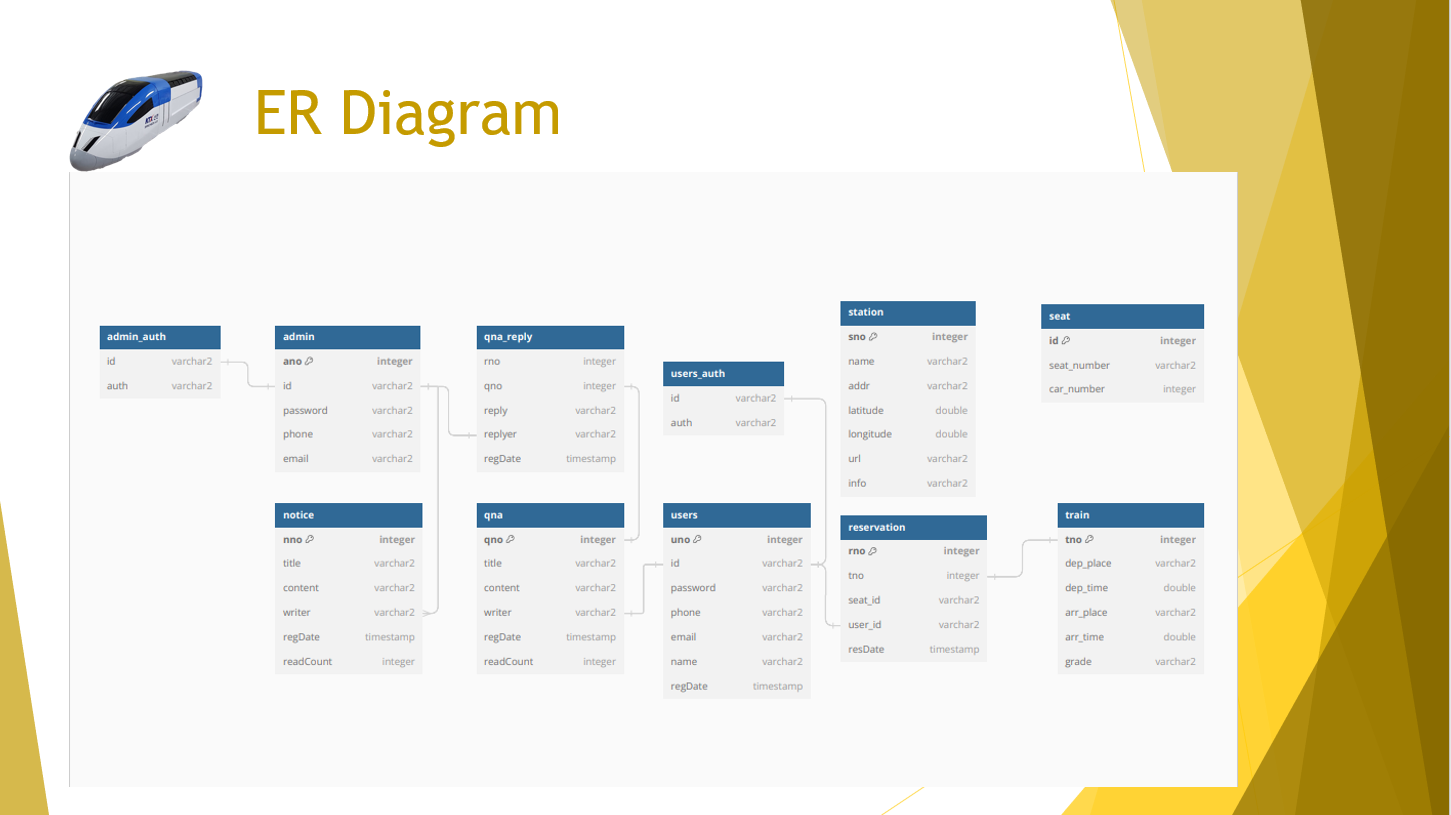 ER Diagram
admin_auth
id varchar2
auth varchar2
admin
ano integer
id varchar2
password varchar2
phone varchar2
email varchar2
qna_reply
rno integer
qno integer
reply varchar2
replyer varchar2
regDate timestamp
users_auth
id varchar2
auth varchar2
station
sno integer
name varchar2
addr varchar2
latitude double
longitude double
url varchar2
info varchar2
seat
id integer
seat_number varchar2
car_number integer
notice
nno integer
title varchar2
content varchar2
writer varchar2
regDate timestamp
readCount integer
qna
qno integer
title varchar2
content varchar2
writer varchar2
regDate timestamp
readCount integer
users
uno integer
id varchar2
password varchar2
phone varchar2
email varchar2
name varchar2
regDate timestamp
reservation
rno integer
tno integer
seat_id varchar2
user_id varchar2
resDate timestamp
train
tno integer
dep_place varchar2
dep_time double
arr_place varchar2
arr_time double
grade varchar2